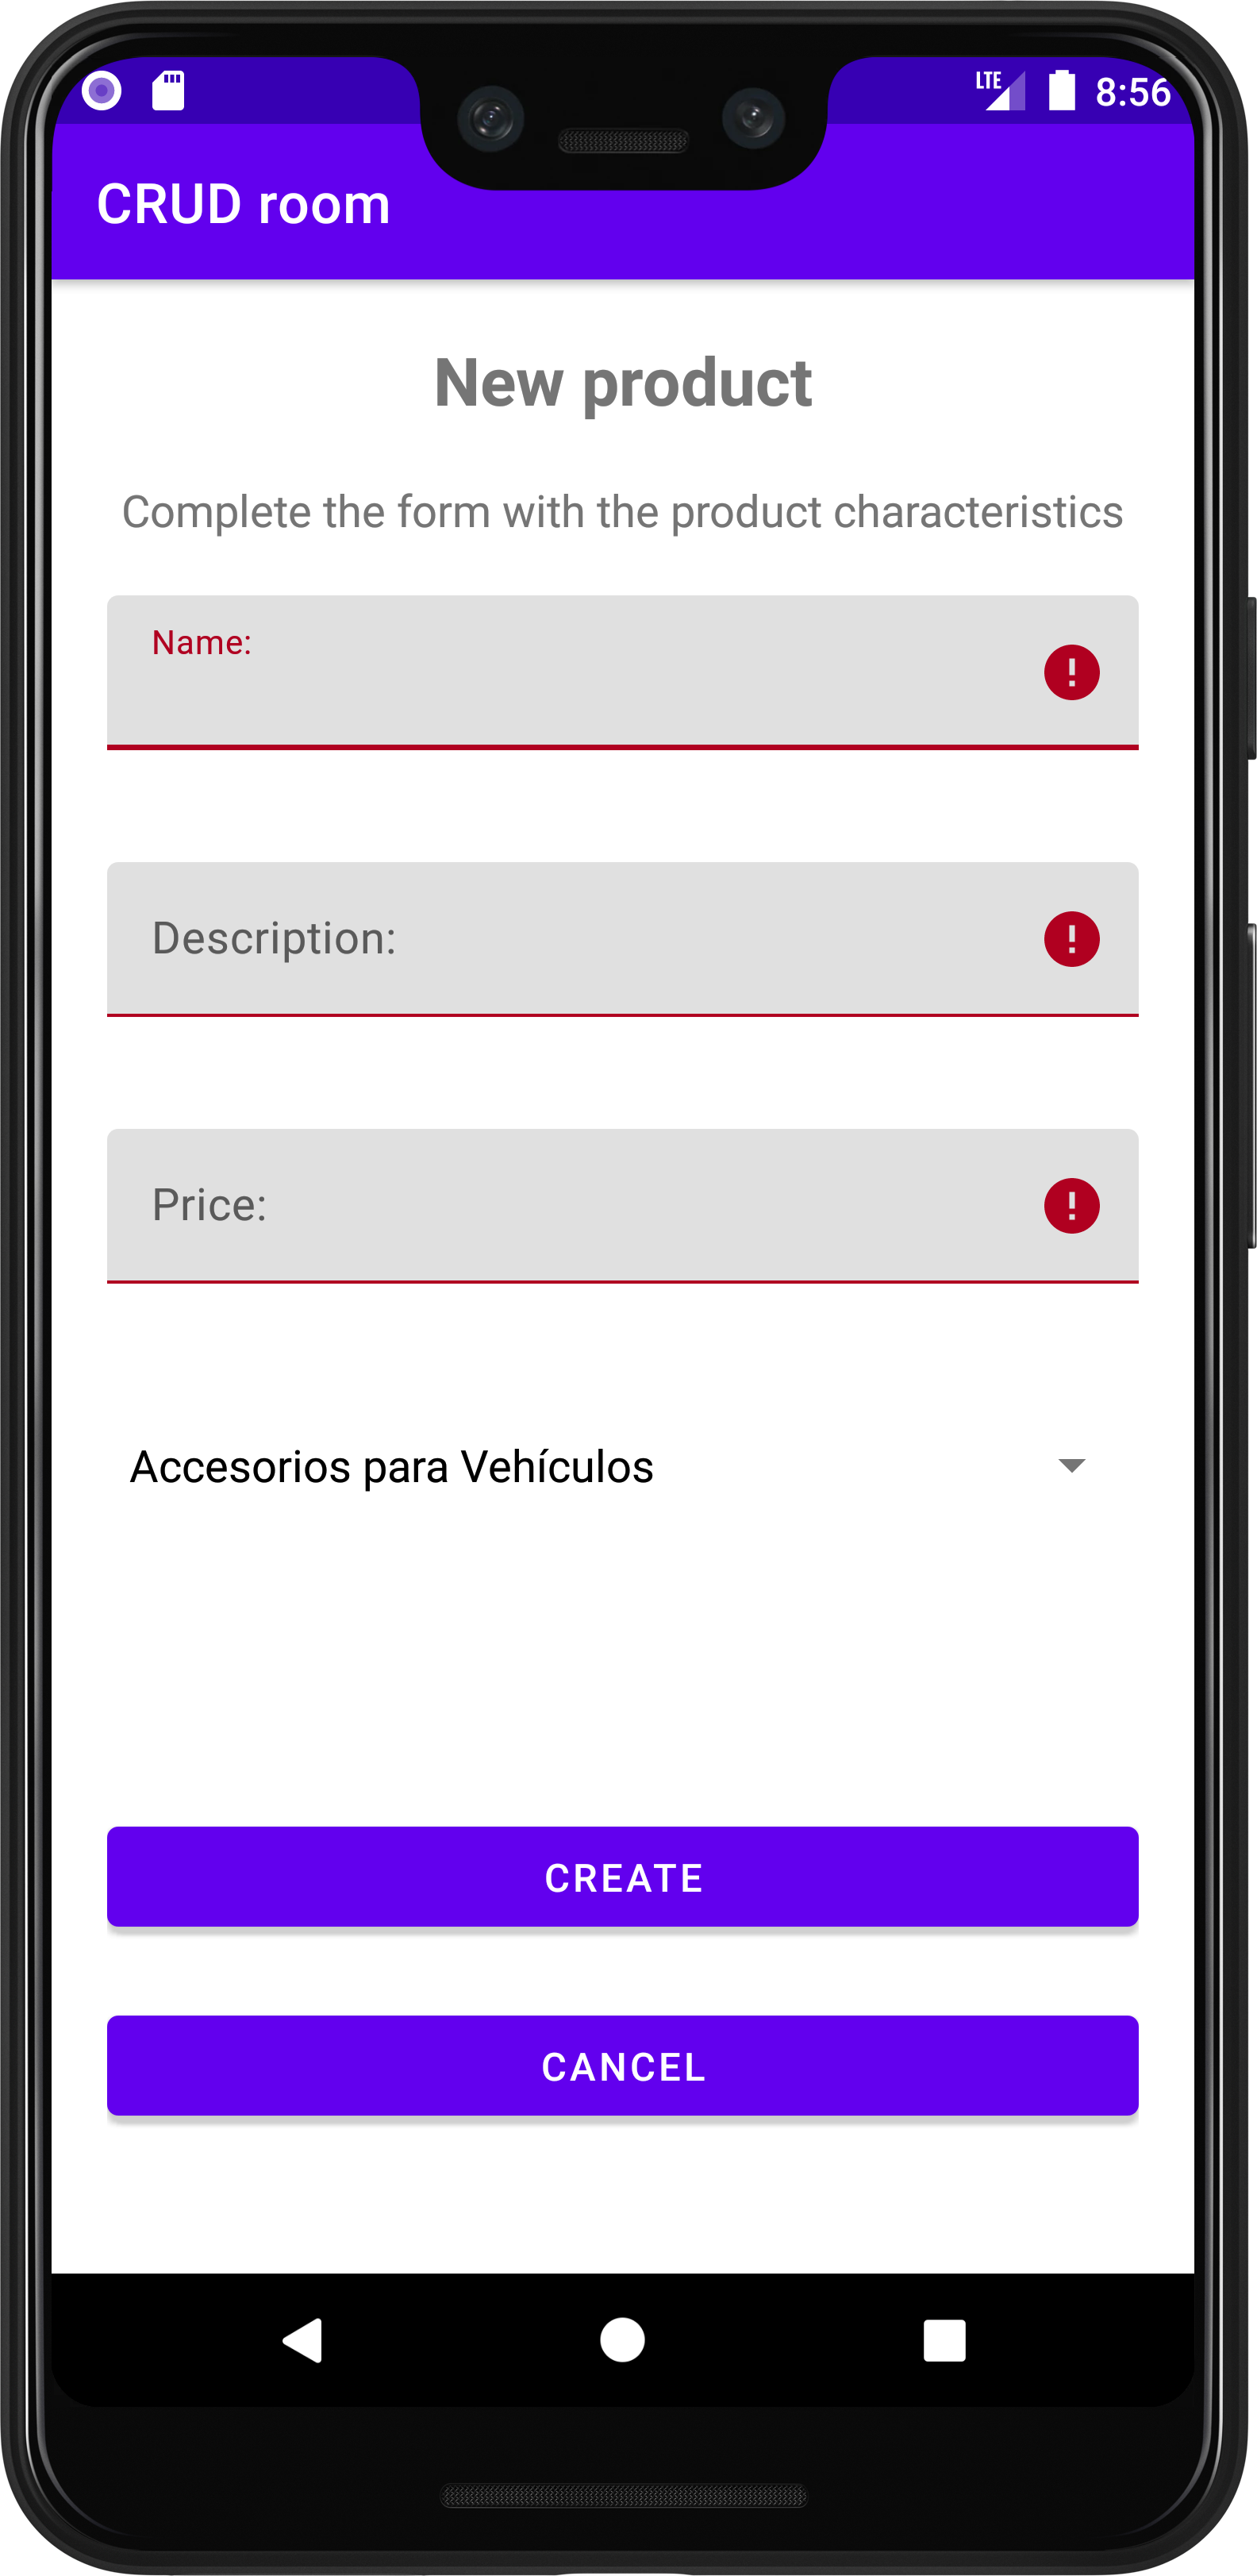 LTE 8:56
CRUD room
New product
Complete the form with the product characteristics
Name:
!
Description:
!
Price:
!
Accesorios para Vehículos
CREATE
CANCEL